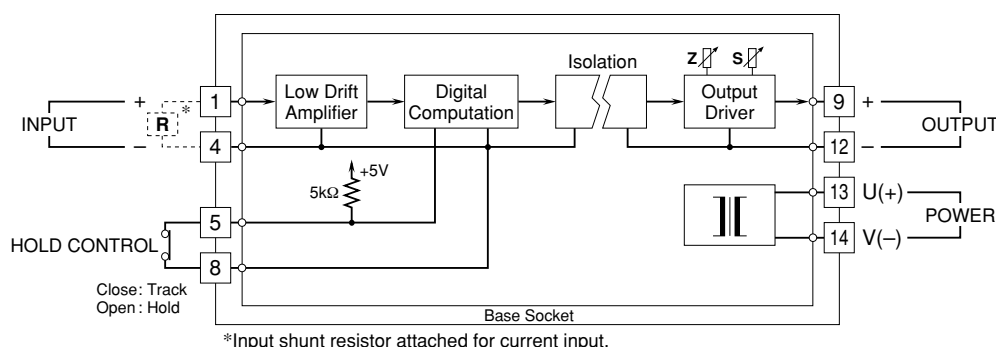 Isolation
Z
S
1
Low Drift
Amplifier
Digital
Computation
Output
Driver
9
+
+
*
INPUT
R
OUTPUT
−
4
12
−
+5V
5kΩ
13
U(+)
5
POWER
HOLD CONTROL
14
V(−)
8
Close : Track
Open : Hold
Base Socket
*Input shunt resistor attached for current input.